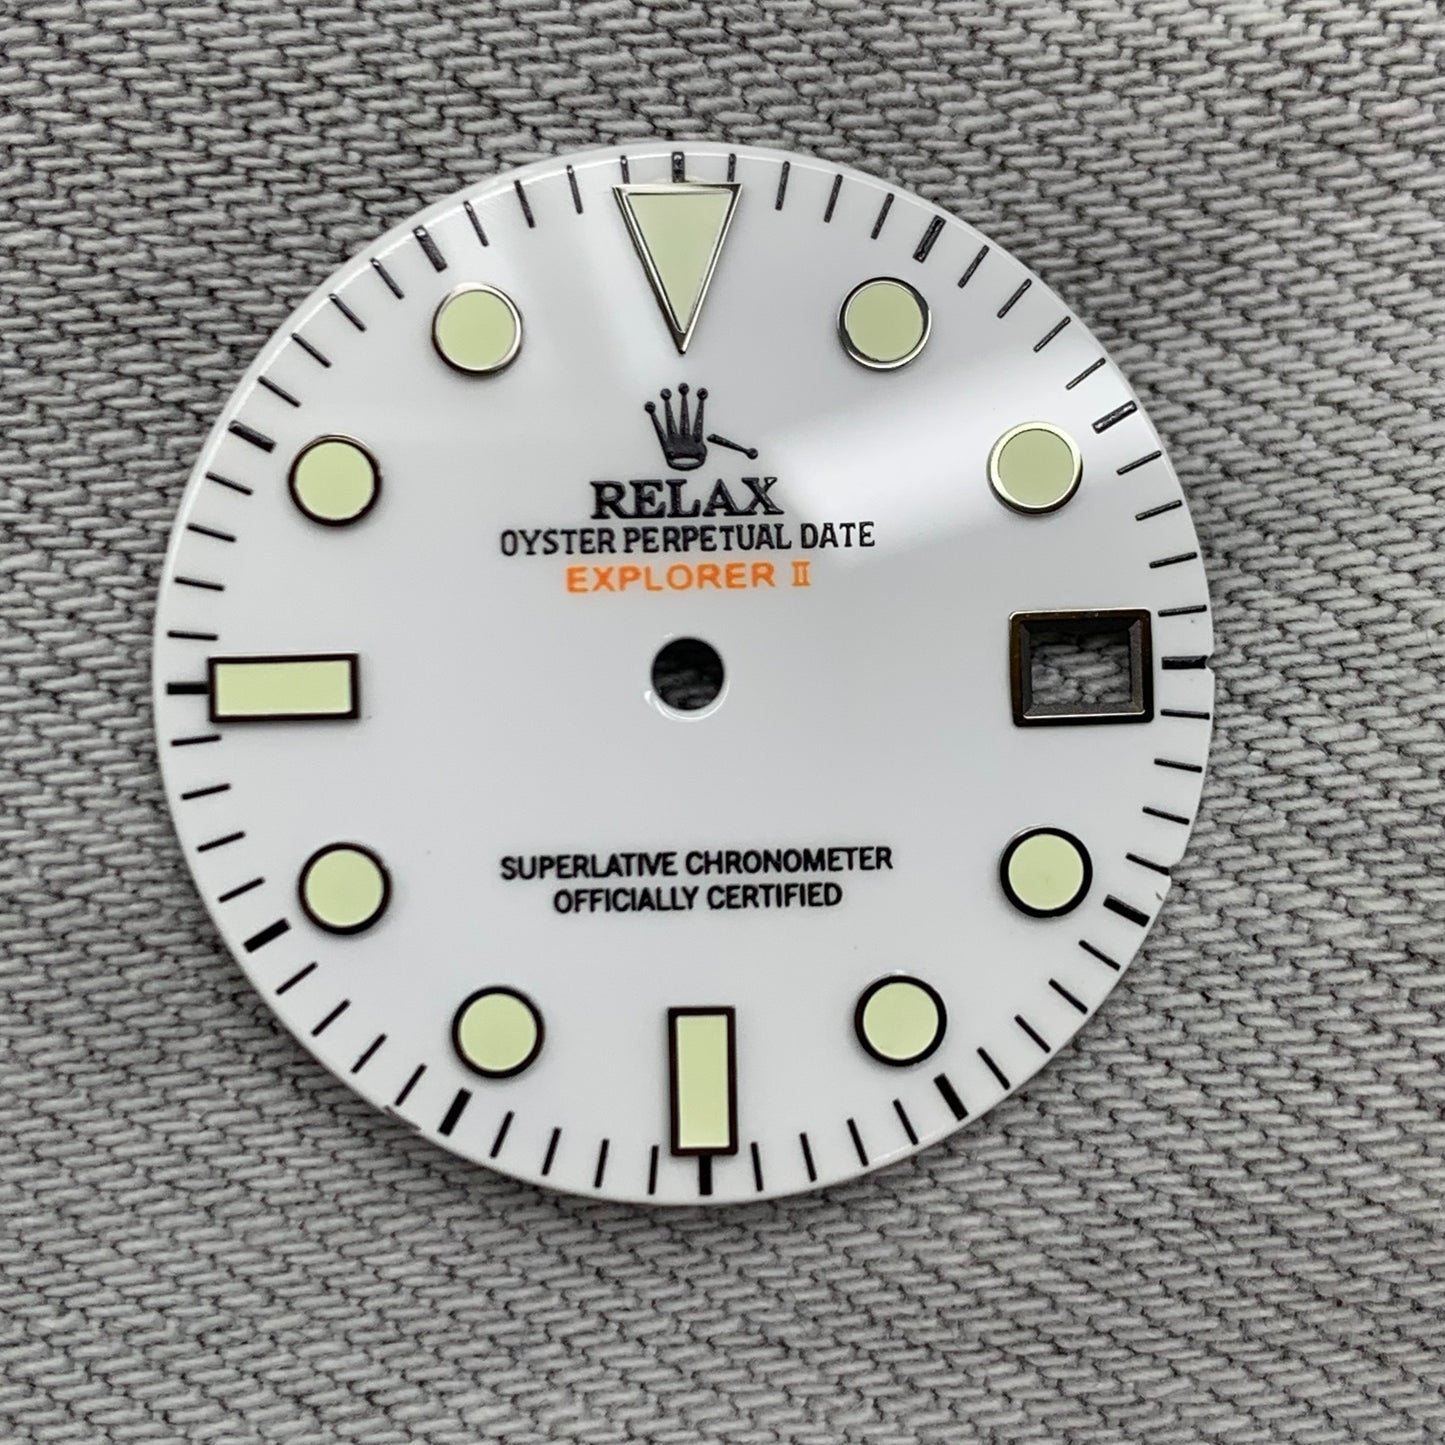 RELAX
OYSTER PERPETUAL DATE
EXPLORER II
SUPERLATIVE CHRONOMETER
OFFICIALLY CERTIFIED